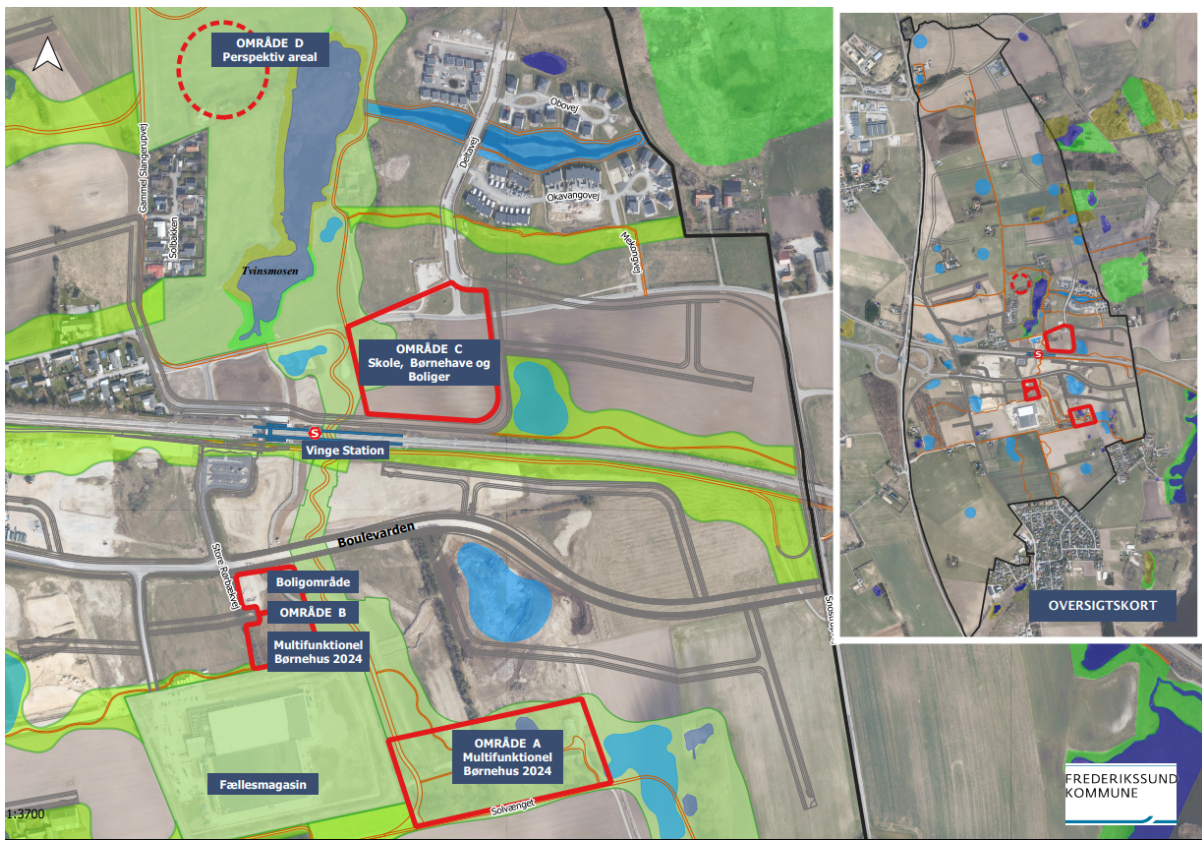 OMRÅDE D
Perspektiv areal
Gammel Slangerupvej
Solbakken
Tvinsmosen
Deltavej
Obovej
Okavangovej
Mekongvej
OMRÅDE C
Skole, Børnehave og
Boliger
S
Vinge Station
Boulevarden
Store Rørbækvej
Boligområde
OMRÅDE B
Multifunktionel
Børnehus 2024
OMRÅDE A
Multifunktionel
Børnehus 2024
Fællesmagasin
Solvænget
1:3700
S
OVERSIGTSKORT
FREDERIKSSUND
KOMMUNE